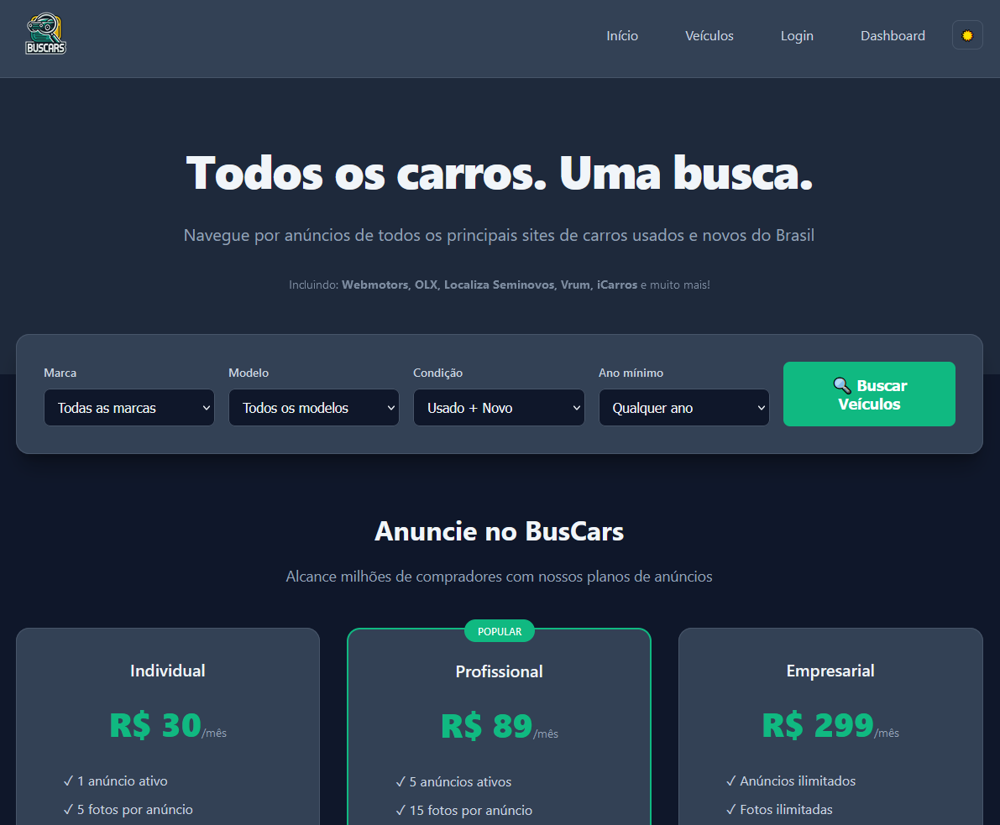 BUSCARS
Início Veículos Login Dashboard
Todos os carros. Uma busca.
Navegue por anúncios de todos os principais sites de carros usados e novos do Brasil
Incluindo: Webmotors, OLX, Localiza Seminovos, Vrum, iCarros e muito mais!
Marca Modelo Condição Ano mínimo
Todas as marcas Todos os modelos Usado + Novo Qualquer ano
🔍 Buscar
Veículos
Anuncie no BusCars
Alcance milhões de compradores com nossos planos de anúncios
Individual
R$ 30/mês
✓ 1 anúncio ativo
✓ 5 fotos por anúncio
POPULAR
Profissional
R$ 89/mês
✓ 5 anúncios ativos
✓ 15 fotos por anúncio
Empresarial
R$ 299/mês
✓ Anúncios ilimitados
✓ Fotos ilimitadas